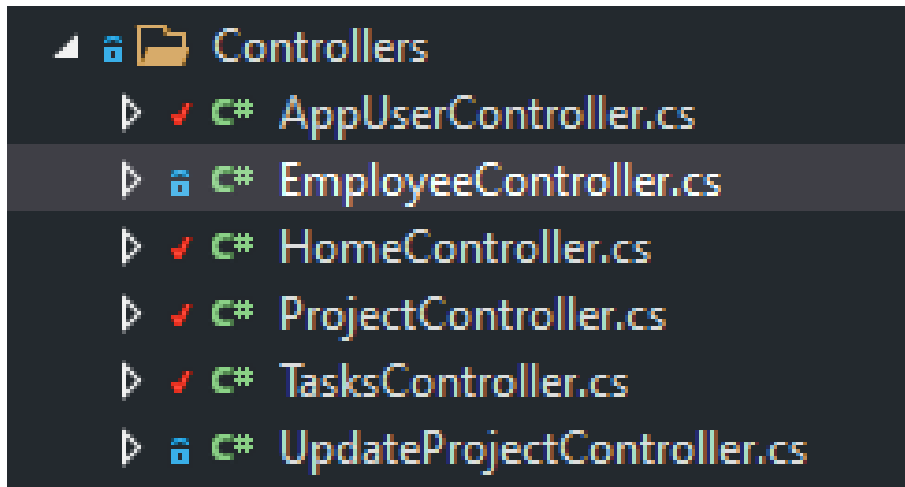 Controllers
C# AppUserController.cs
C# EmployeeController.cs
C# HomeController.cs
C# ProjectController.cs
C# TasksController.cs
C# UpdateProjectController.cs